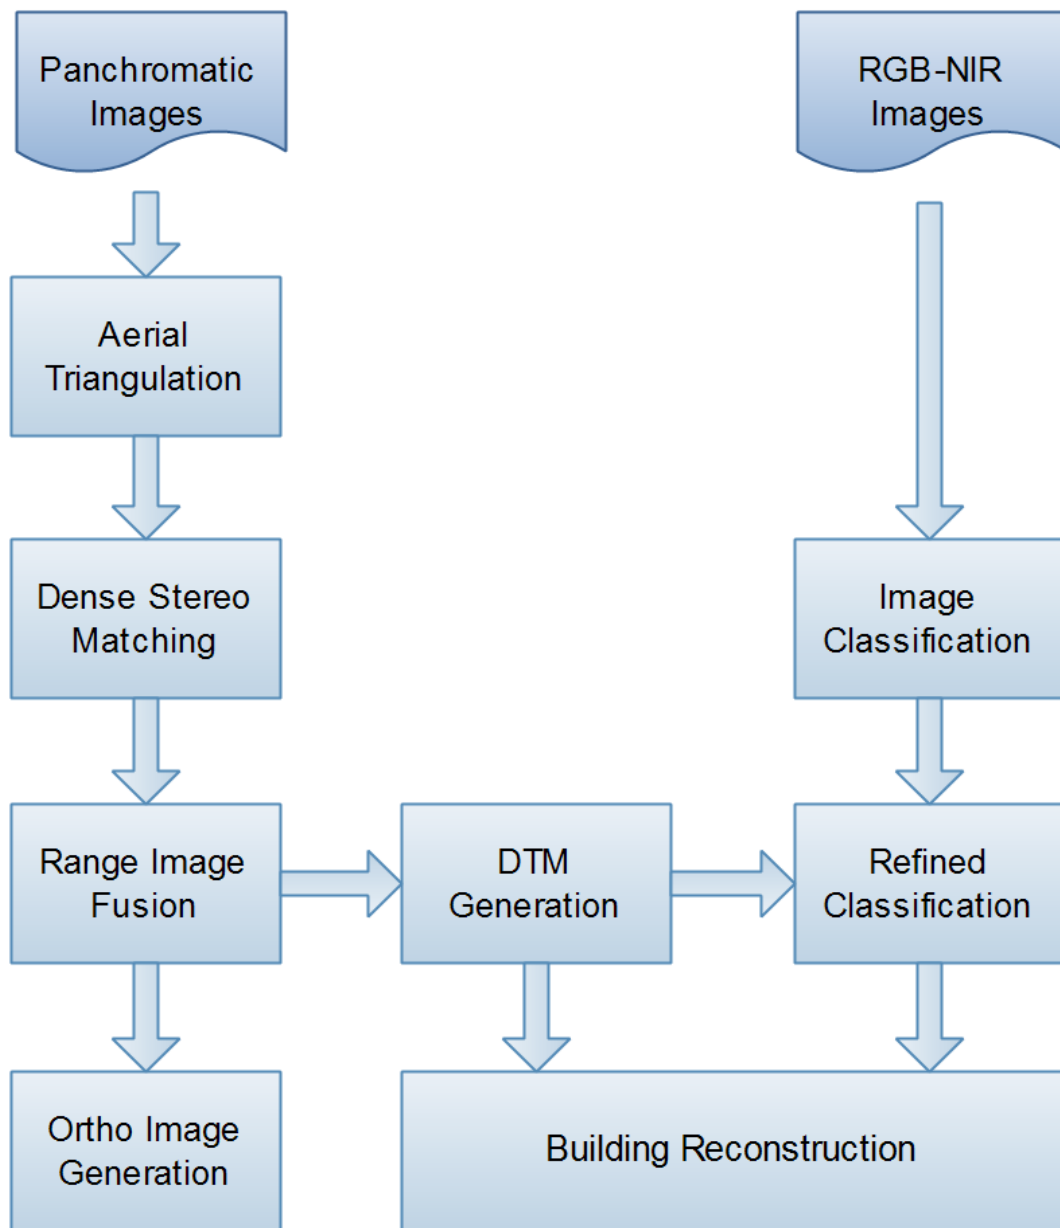 Panchromatic
Images
RGB-NIR
Images
Aerial
Triangulation
Dense Stereo
Matching
Image
Classification
Range Image
Fusion
DTM
Generation
Refined
Classification
Ortho Image
Generation
Building Reconstruction